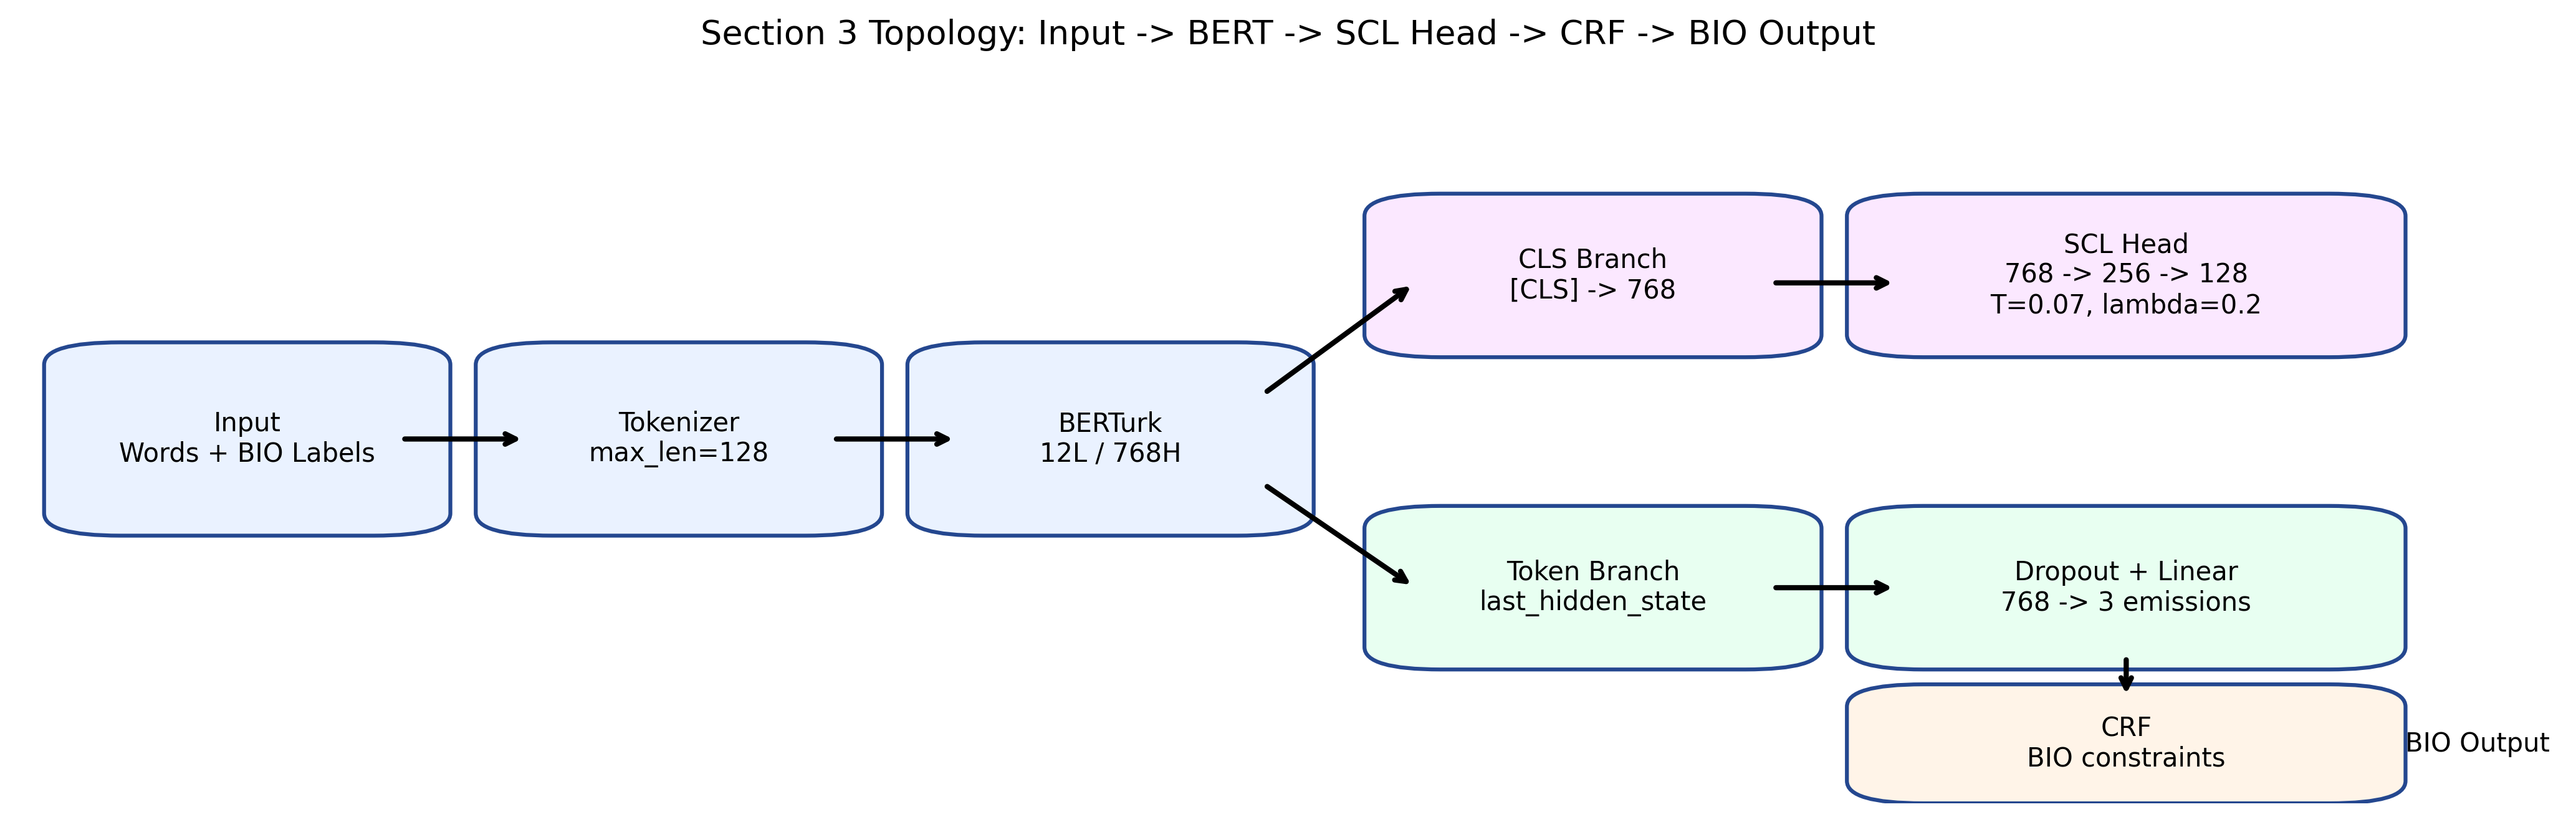 Section 3 Topology: Input -> BERT -> SCL Head -> CRF -> BIO Output
Input
Words + BIO Labels
Tokenizer
max_len=128
BERTurk
12L / 768H
CLS Branch
[CLS] -> 768
SCL Head
768 -> 256 -> 128
T=0.07, lambda=0.2
Token Branch
last_hidden_state
Dropout + Linear
768 -> 3 emissions
CRF
BIO constraints
BIO Output